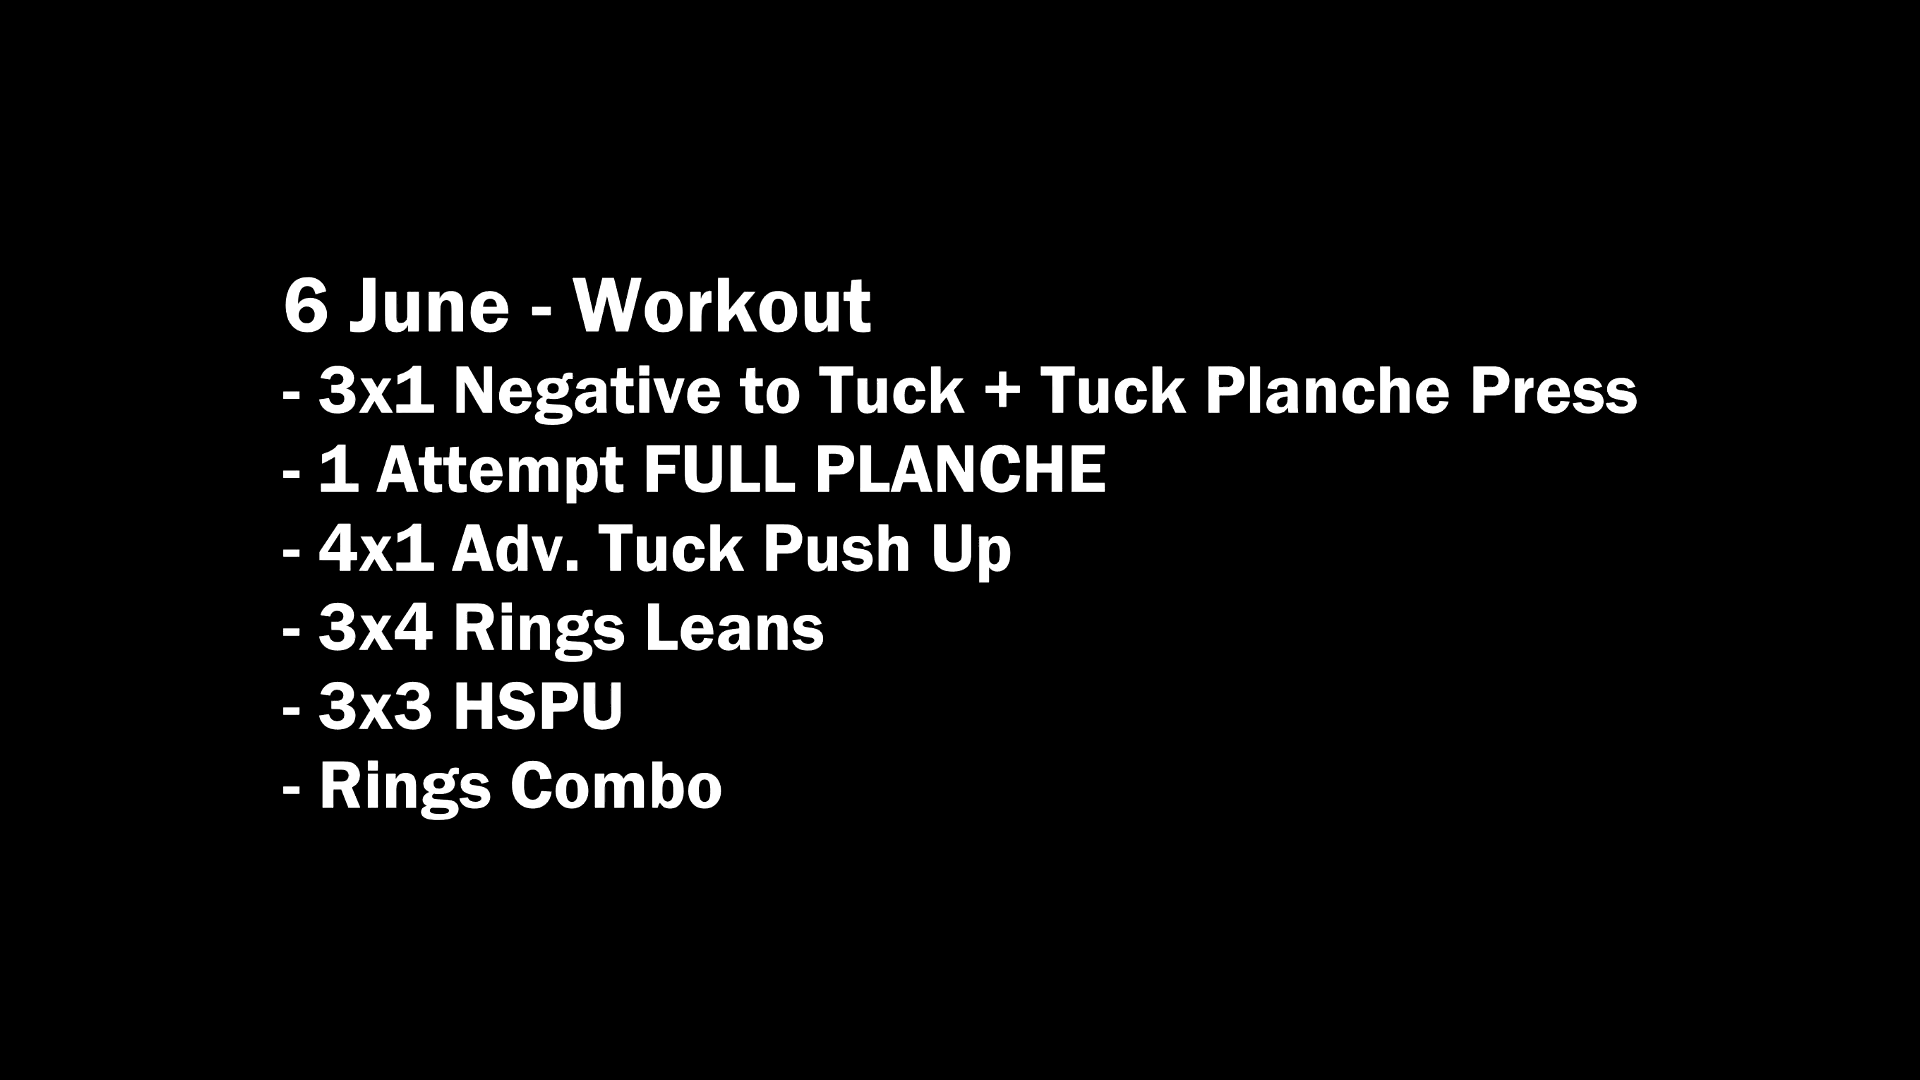 6 June - Workout
- 3x1 Negative to Tuck + Tuck Planche Press
- 1 Attempt FULL PLANCHE
- 4x1 Adv. Tuck Push Up
- 3x4 Rings Leans
- 3x3 HSPU
- Rings Combo